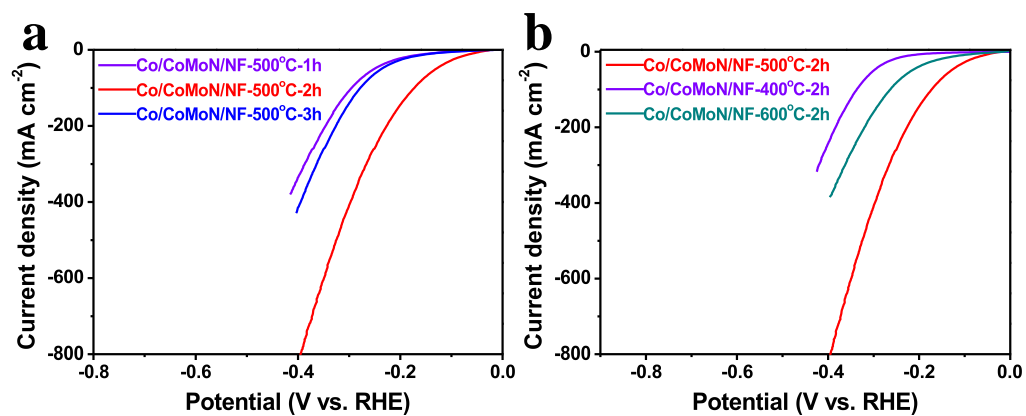 a
0
-200
-400
-600
-800
-0.8
-0.6
-0.4
-0.2
0.0
Current density (mA cm⁻²)
Potential (V vs. RHE)
Co/CoMoN/NF-500°C-1h
Co/CoMoN/NF-500°C-2h
Co/CoMoN/NF-500°C-3h
b
0
-200
-400
-600
-800
-0.8
-0.6
-0.4
-0.2
0.0
Current density (mA cm⁻²)
Potential (V vs. RHE)
Co/CoMoN/NF-500°C-2h
Co/CoMoN/NF-400°C-2h
Co/CoMoN/NF-600°C-2h